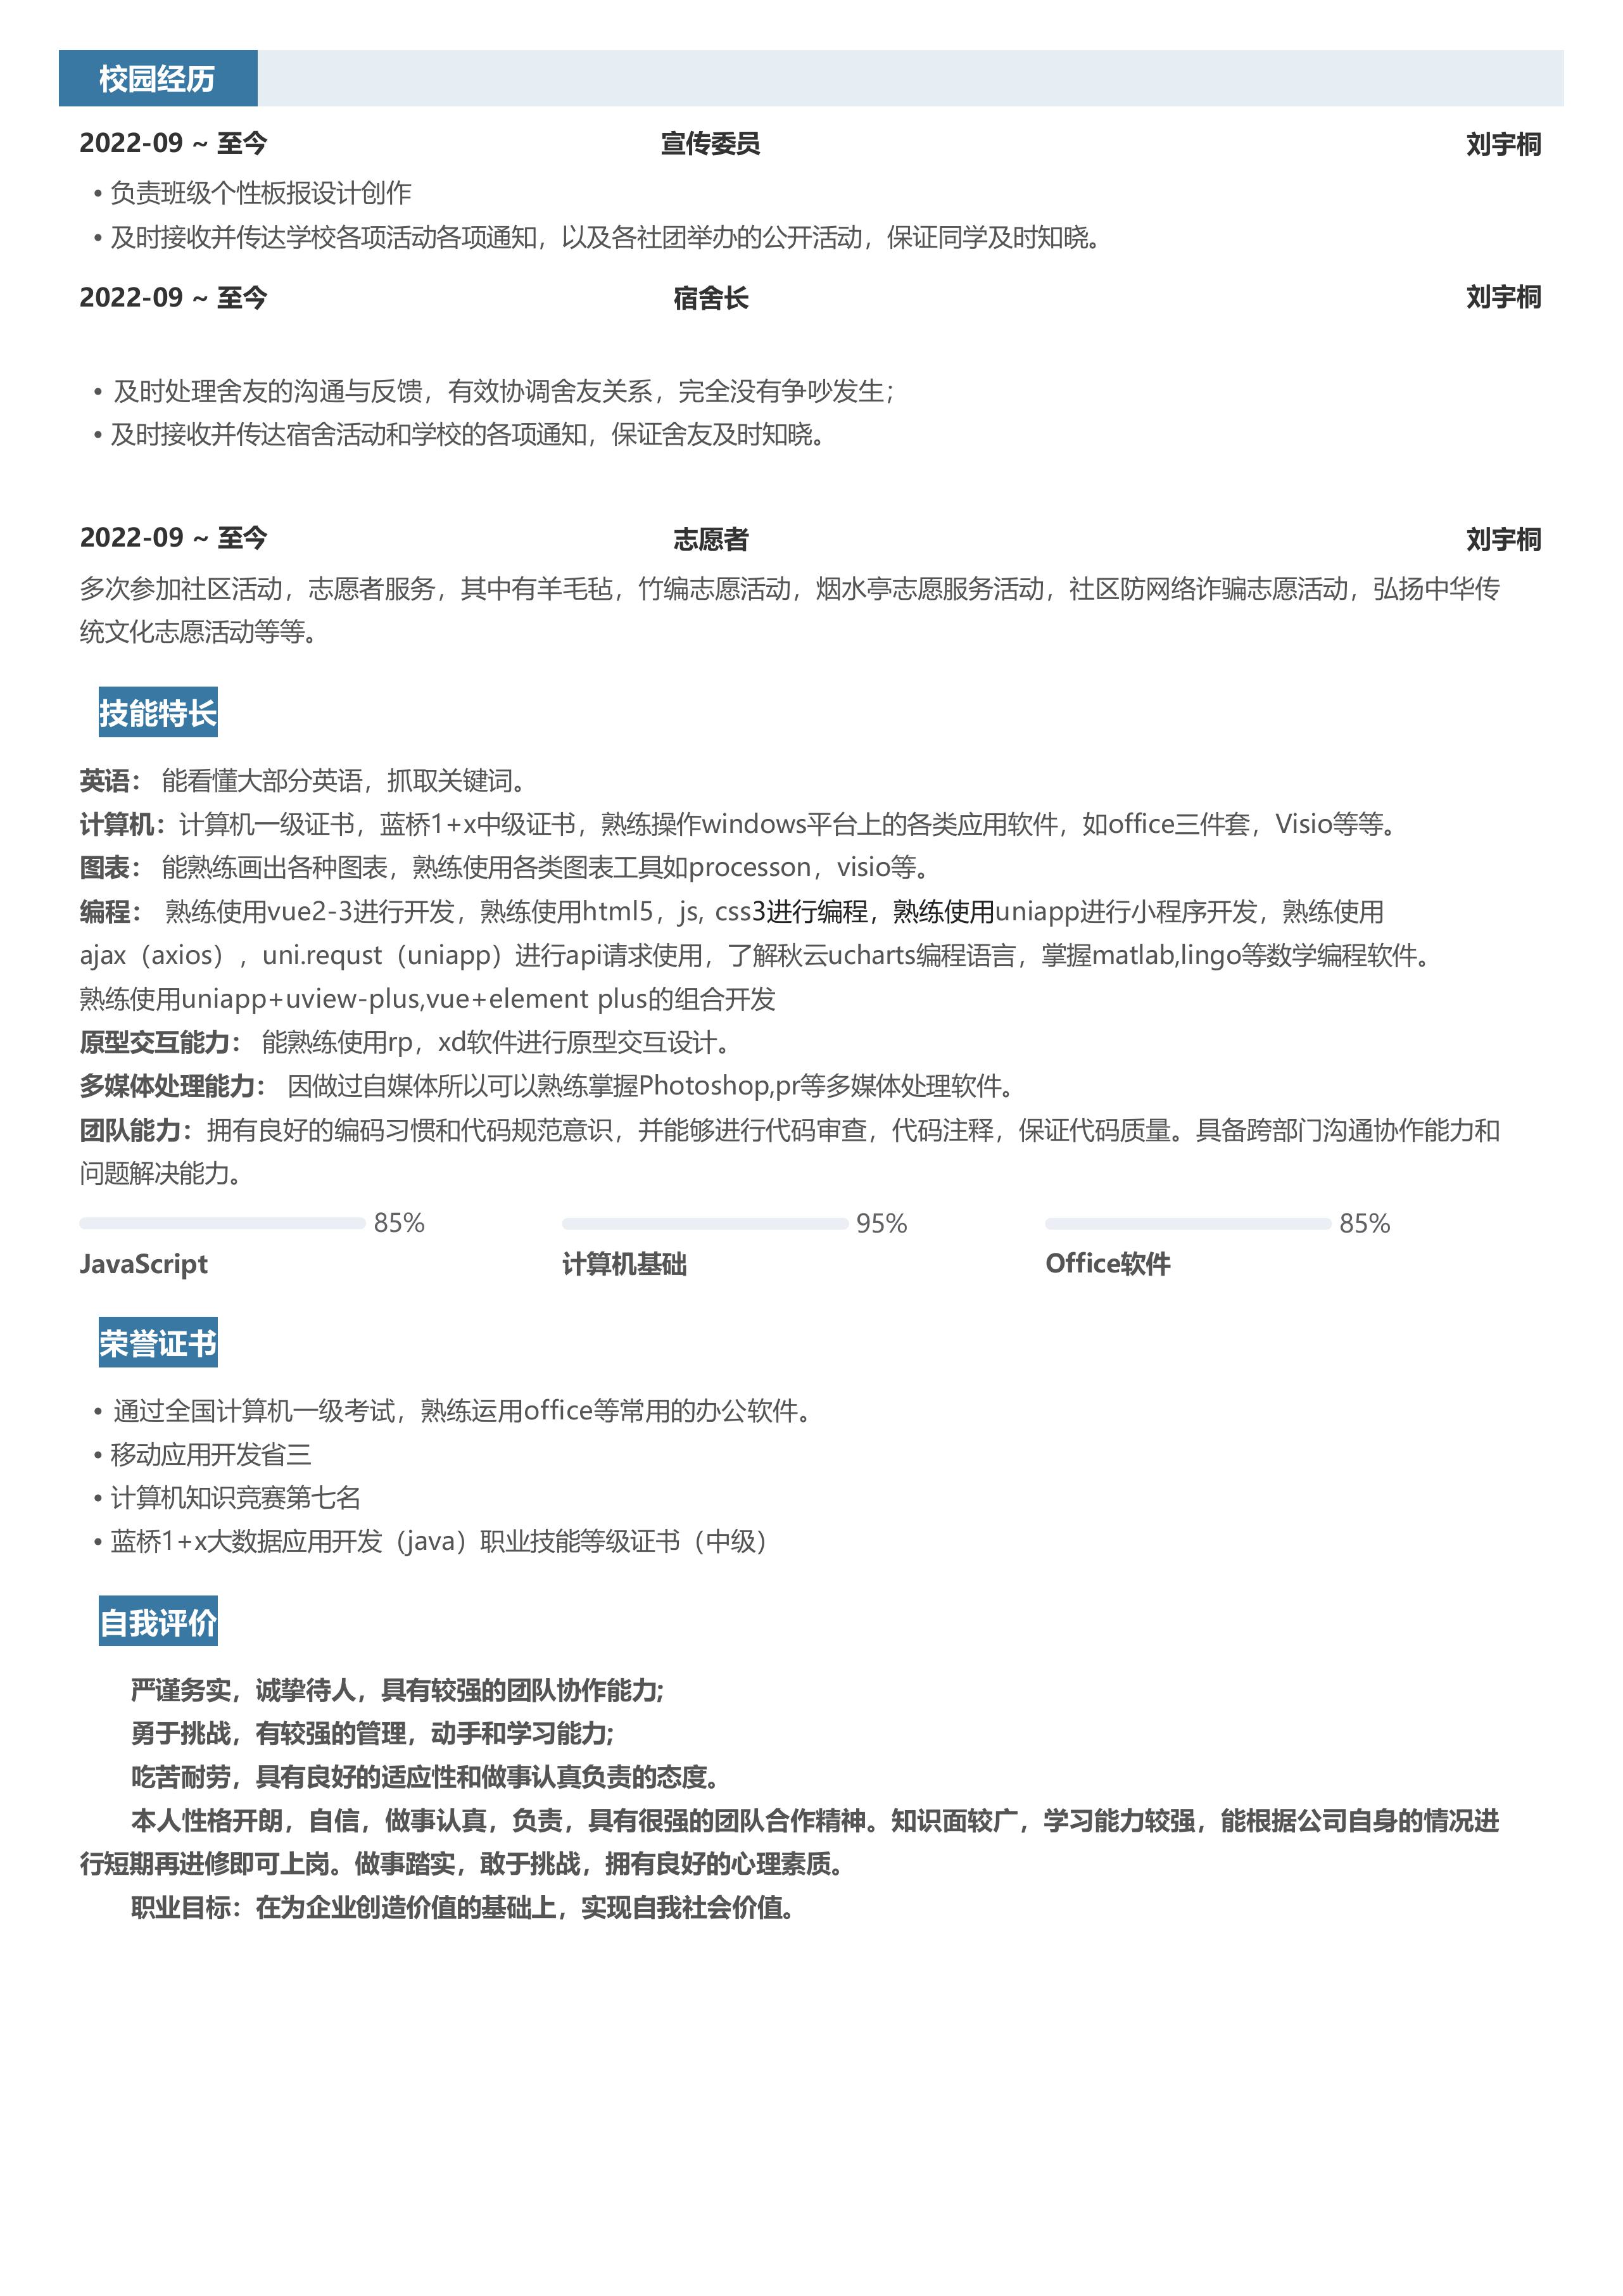 校园经历
2022-09 ~ 至今 宣传委员 刘宇桐
• 负责班级个性板报设计创作
• 及时接收并传达学校各项活动各项通知，以及各社团举办的公开活动，保证同学及时知晓。
2022-09 ~ 至今 宿舍长 刘宇桐
• 及时处理舍友的沟通与反馈，有效协调舍友关系，完全没有争吵发生；
• 及时接收并传达宿舍活动和学校的各项通知，保证舍友及时知晓。
2022-09 ~ 至今 志愿者 刘宇桐
多次参加社区活动，志愿者服务，其中有羊毛毡，竹编志愿活动，烟水亭志愿服务活动，社区防网络诈骗志愿活动，弘扬中华传
统文化志愿活动等等。
技能特长
英语： 能看懂大部分英语，抓取关键词。
计算机：计算机一级证书，蓝桥1+x中级证书，熟练操作windows平台上的各类应用软件，如office三件套，Visio等等。
图表： 能熟练画出各种图表，熟练使用各类图表工具如processon，visio等。
编程： 熟练使用vue2-3进行开发，熟练使用html5，js, css3进行编程，熟练使用uniapp进行小程序开发，熟练使用
ajax（axios），uni.requst（uniapp）进行api请求使用，了解秋云ucharts编程语言，掌握matlab,lingo等数学编程软件。
熟练使用uniapp+uview-plus,vue+element plus的组合开发
原型交互能力： 能熟练使用rp，xd软件进行原型交互设计。
多媒体处理能力： 因做过自媒体所以可以熟练掌握Photoshop,pr等多媒体处理软件。
团队能力：拥有良好的编码习惯和代码规范意识，并能够进行代码审查，代码注释，保证代码质量。具备跨部门沟通协作能力和
问题解决能力。
85% 95% 85%
JavaScript 计算机基础 Office软件
荣誉证书
• 通过全国计算机一级考试，熟练运用office等常用的办公软件。
• 移动应用开发省三
• 计算机知识竞赛第七名
• 蓝桥1+x大数据应用开发（java）职业技能等级证书（中级）
自我评价
严谨务实，诚挚待人，具有较强的团队协作能力;
勇于挑战，有较强的管理，动手和学习能力;
吃苦耐劳，具有良好的适应性和做事认真负责的态度。
本人性格开朗，自信，做事认真，负责，具有很强的团队合作精神。知识面较广，学习能力较强，能根据公司自身的情况进
行短期再进修即可上岗。做事踏实，敢于挑战，拥有良好的心理素质。
职业目标：在为企业创造价值的基础上，实现自我社会价值。